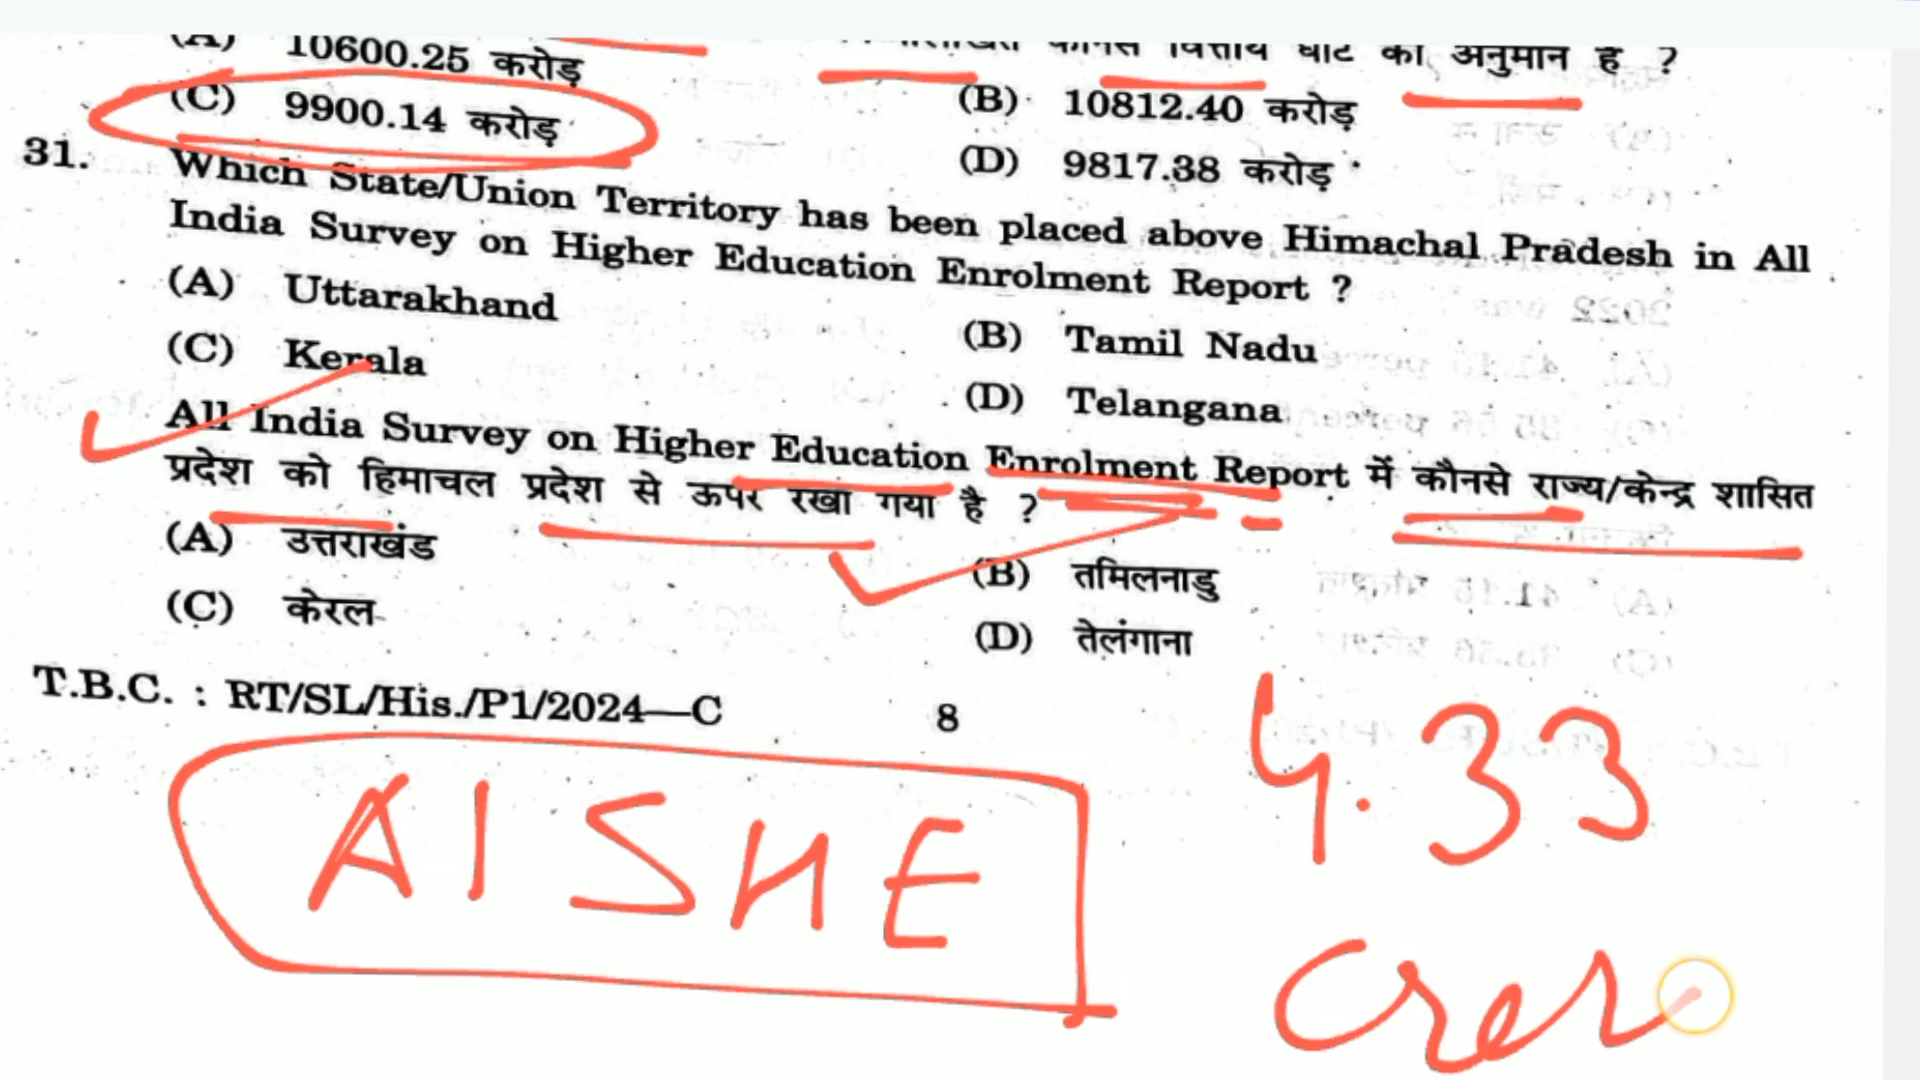 (A) 10600.25 करोड़
वित्तीय घाटे का अनुमान है ?
(C) 9900.14 करोड़
(B) 10812.40 करोड़
(D) 9817.38 करोड़
31. Which State/Union Territory has been placed above Himachal Pradesh in All
India Survey on Higher Education Enrolment Report ?
(A) Uttarakhand
(B) Tamil Nadu
(C) Kerala
(D) Telangana
All India Survey on Higher Education Enrolment Report में कौनसे राज्य/केन्द्र शासित
प्रदेश को हिमाचल प्रदेश से ऊपर रखा गया है ?
(A) उत्तराखंड
(B) तमिलनाडु
(C) केरल
(D) तेलंगाना
T.B.C. : RT/SL/His./P1/2024—C 8
AISHE
4.33